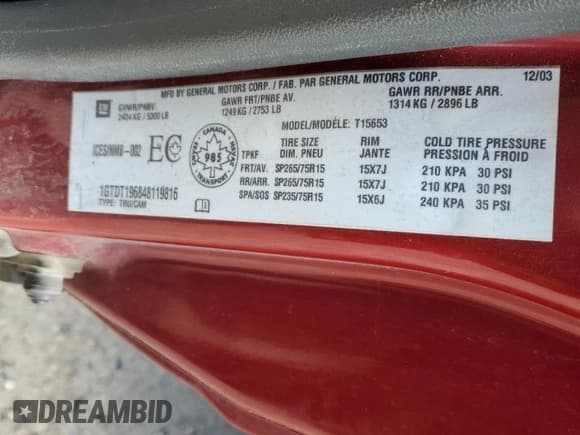 MFG BY GENERAL MOTORS CORP. / FAB. PAR GENERAL MOTORS CORP. 12/03
GM
GVWR/PNBV
2404 KG / 5300 LB
GAWR FRT/PNBE AV.
1249 KG / 2753 LB
GAWR RR/PNBE ARR.
1314 KG / 2896 LB
MODEL/MODÈLE: T15653
ICES/NMB-002
EC
CANADA
985
TPKF
TIRE SIZE RIM COLD TIRE PRESSURE
DIM. PNEU JANTE PRESSION À FROID
FRT/AV. SP265/75R15 15X7J 210 KPA 30 PSI
RR/ARR. SP265/75R15 15X7J 210 KPA 30 PSI
SPA/SOS SP235/75R15 15X6J 240 KPA 35 PSI
1GTDT196848119816
TYPE: TRU/CAM
DREAMBID